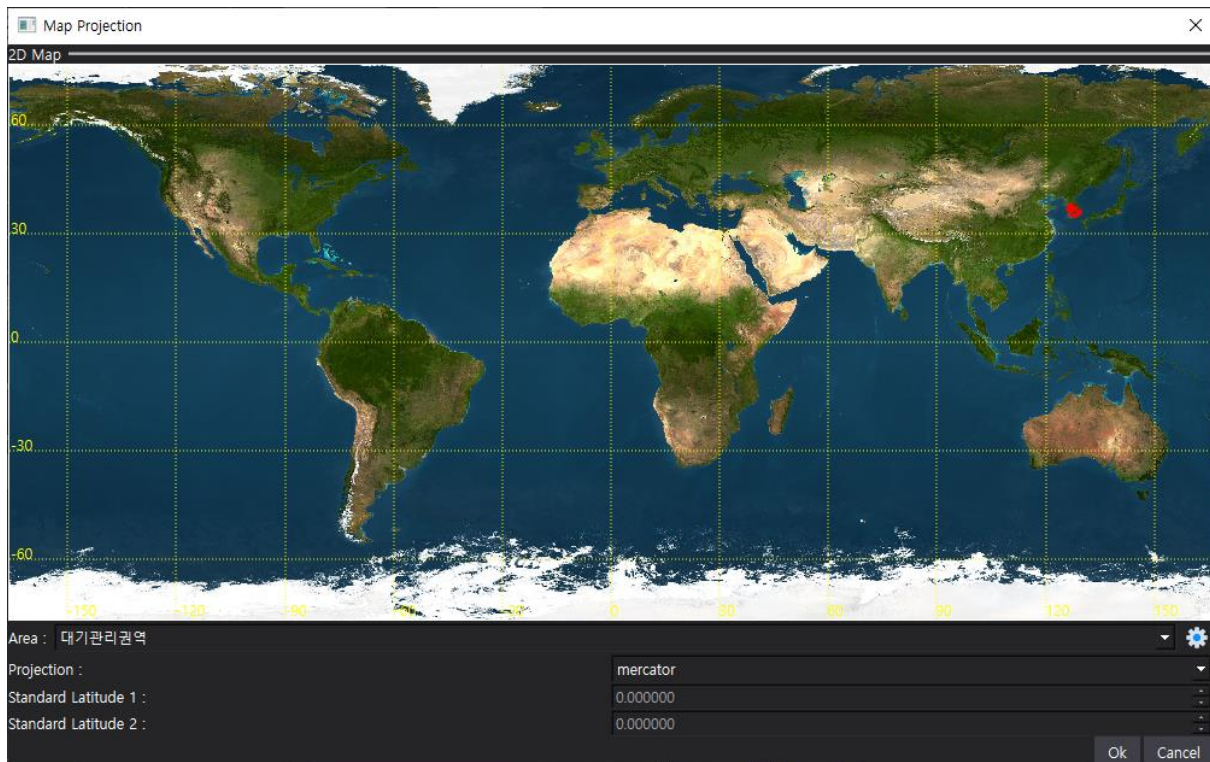 Map Projection
2D Map
60
30
0
-30
-60
-150 -120 -90 -60 -30 0 30 60 90 120 150
Area : 대기관리권역
Projection : mercator
Standard Latitude 1 : 0.000000
Standard Latitude 2 : 0.000000
Ok Cancel